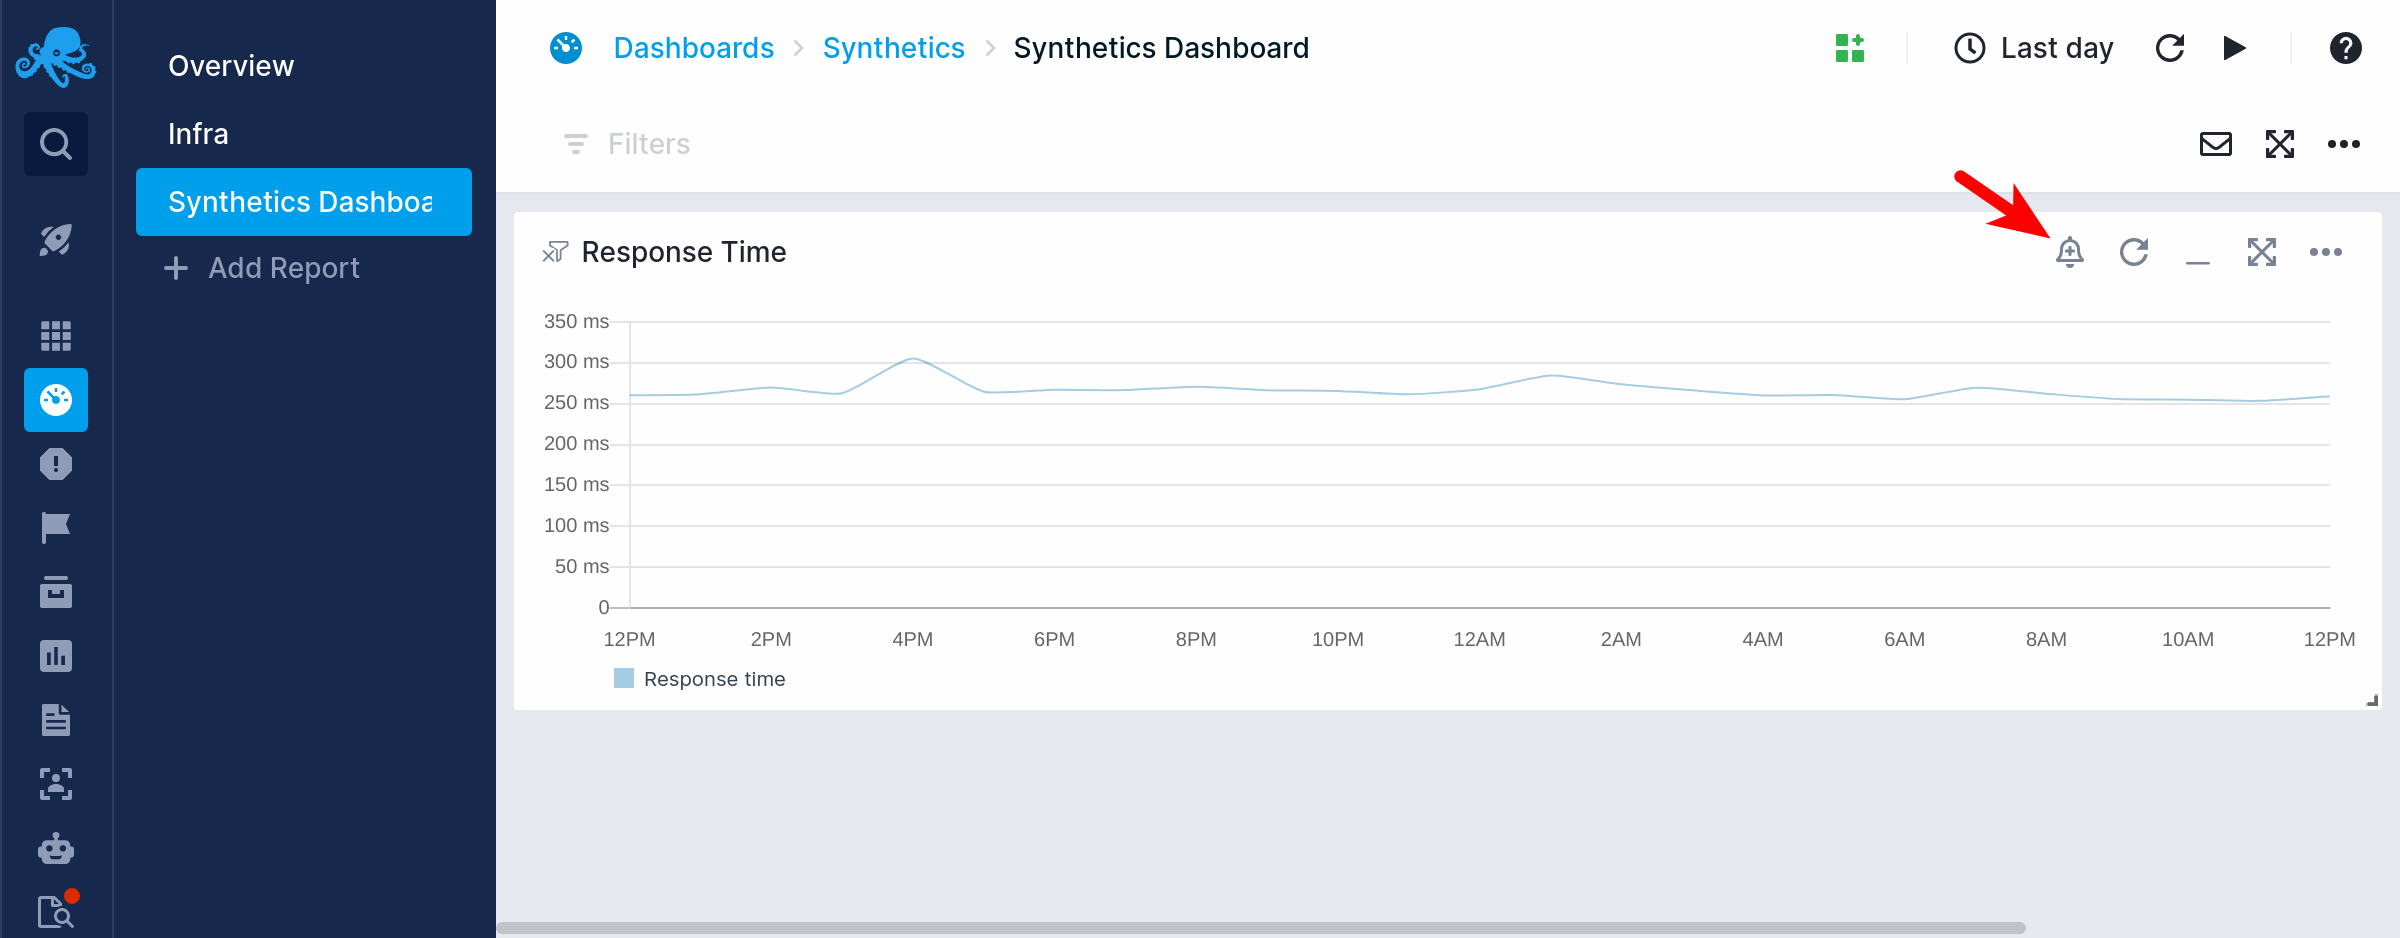 Overview
Infra
Synthetics Dashboa
Add Report
Dashboards Synthetics Synthetics Dashboard
Last day
Filters
Response Time
350 ms
300 ms
250 ms
200 ms
150 ms
100 ms
50 ms
0
12PM 2PM 4PM 6PM 8PM 10PM 12AM 2AM 4AM 6AM 8AM 10AM 12PM
Response time